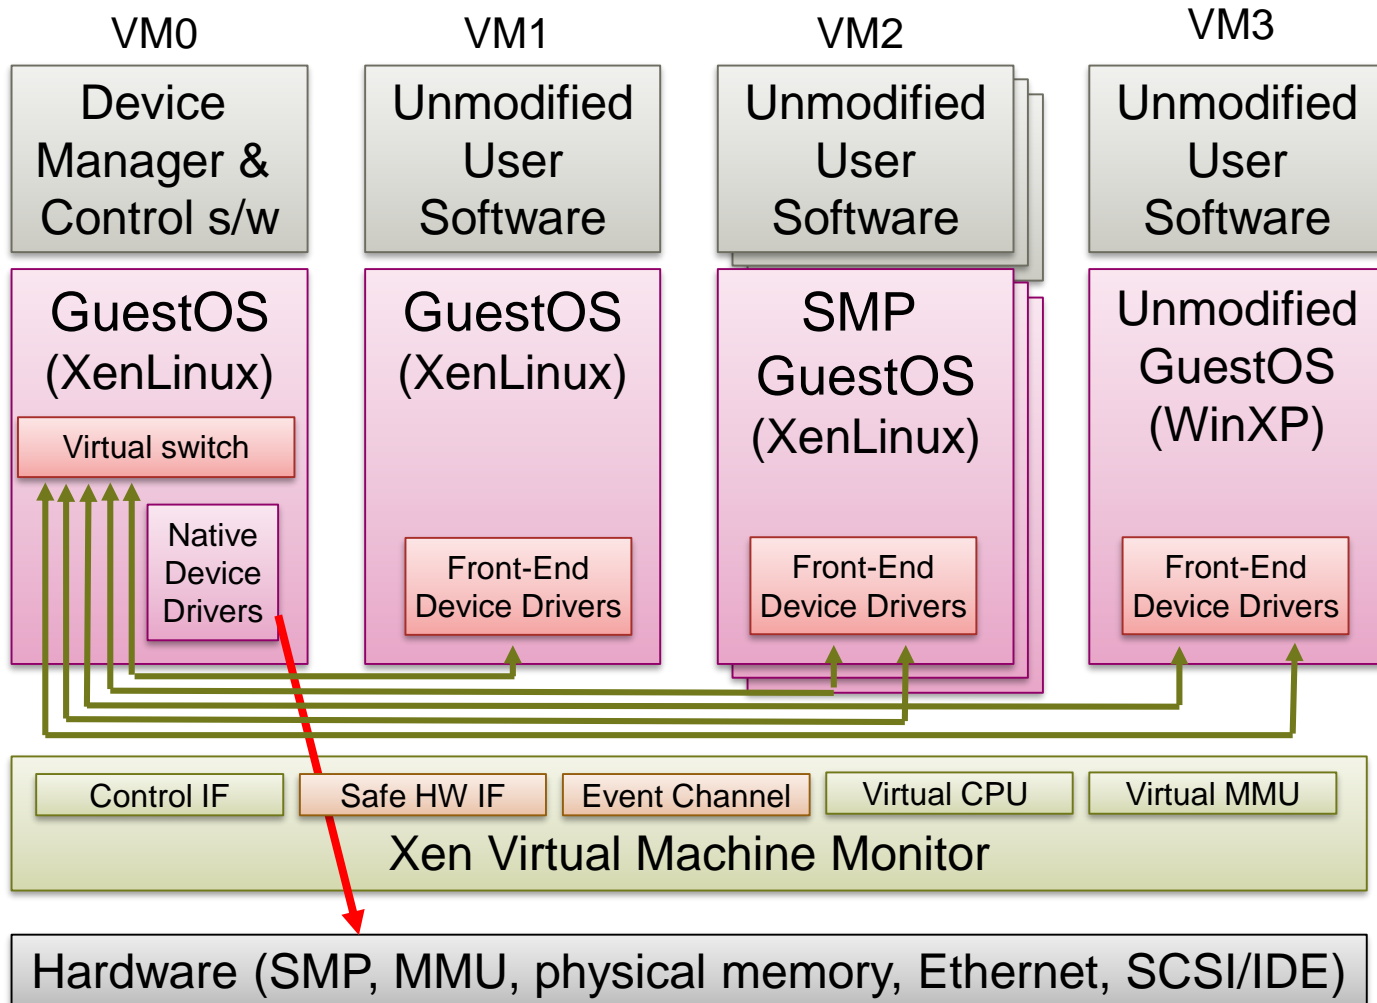 VM0
Device
Manager &
Control s/w
GuestOS
(XenLinux)
Virtual switch
Native
Device
Drivers
VM1
Unmodified
User
Software
GuestOS
(XenLinux)
Front-End
Device Drivers
VM2
Unmodified
User
Software
SMP
GuestOS
(XenLinux)
Front-End
Device Drivers
VM3
Unmodified
User
Software
Unmodified
GuestOS
(WinXP)
Front-End
Device Drivers
Control IF
Safe HW IF
Event Channel
Virtual CPU
Virtual MMU
Xen Virtual Machine Monitor
Hardware (SMP, MMU, physical memory, Ethernet, SCSI/IDE)